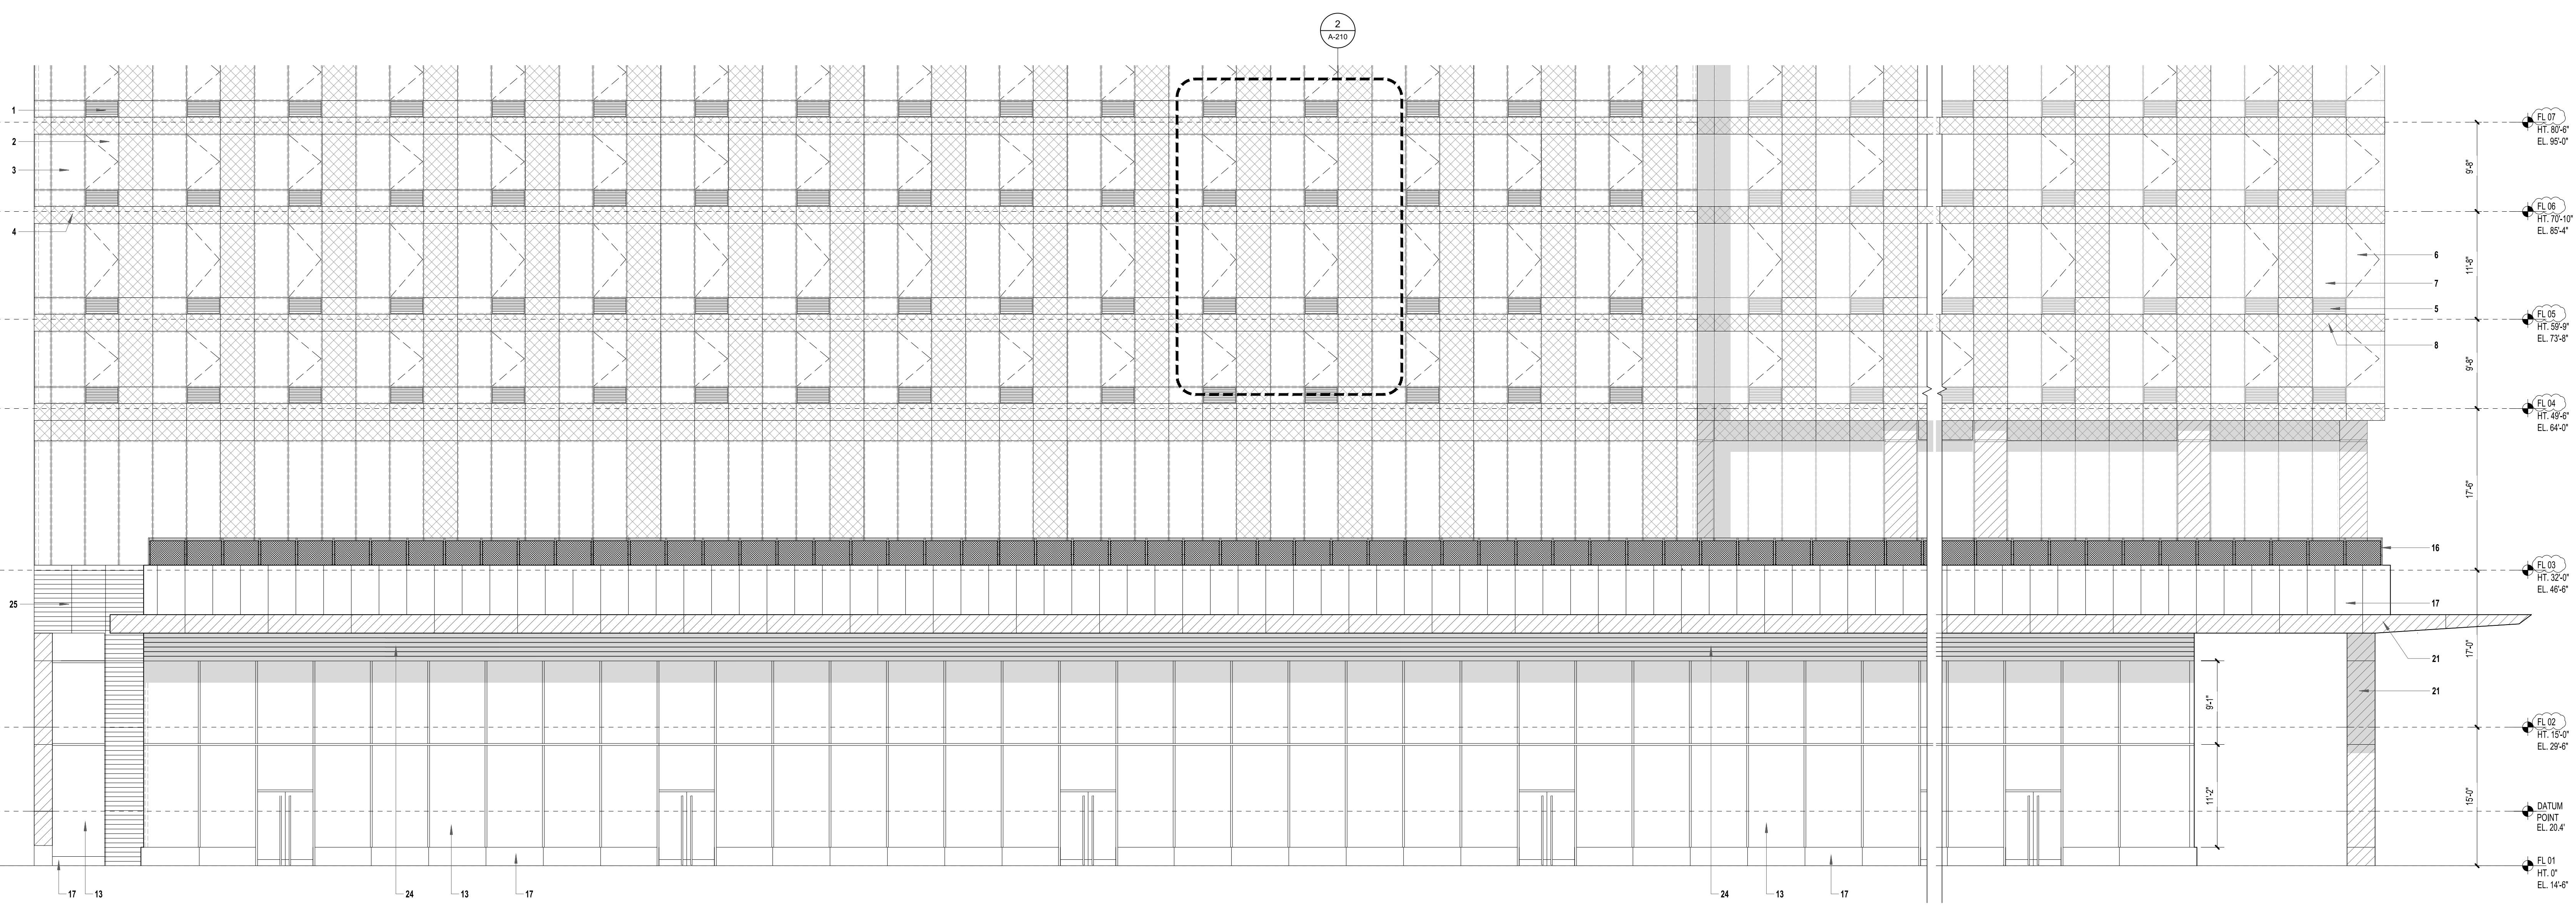 2
A-210
1
2
3
4
25
FL 07
HT. 80'-6"
EL. 95'-0"
9'-8"
FL 06
HT. 70'-10"
EL. 85'-4"
6
11'-8"
7
5
FL 05
HT. 59'-9"
EL. 73'-8"
8
9'-8"
FL 04
HT. 49'-6"
EL. 64'-0"
17'-6"
16
FL 03
HT. 32'-0"
EL. 46'-6"
17
17'-0"
21
21
9'-1"
FL 02
HT. 15'-0"
EL. 29'-6"
11'-2"
15'-0"
DATUM
POINT
EL. 20.4'
FL 01
HT. 0"
EL. 14'-6"
17
13
24
13
17
24
13
17